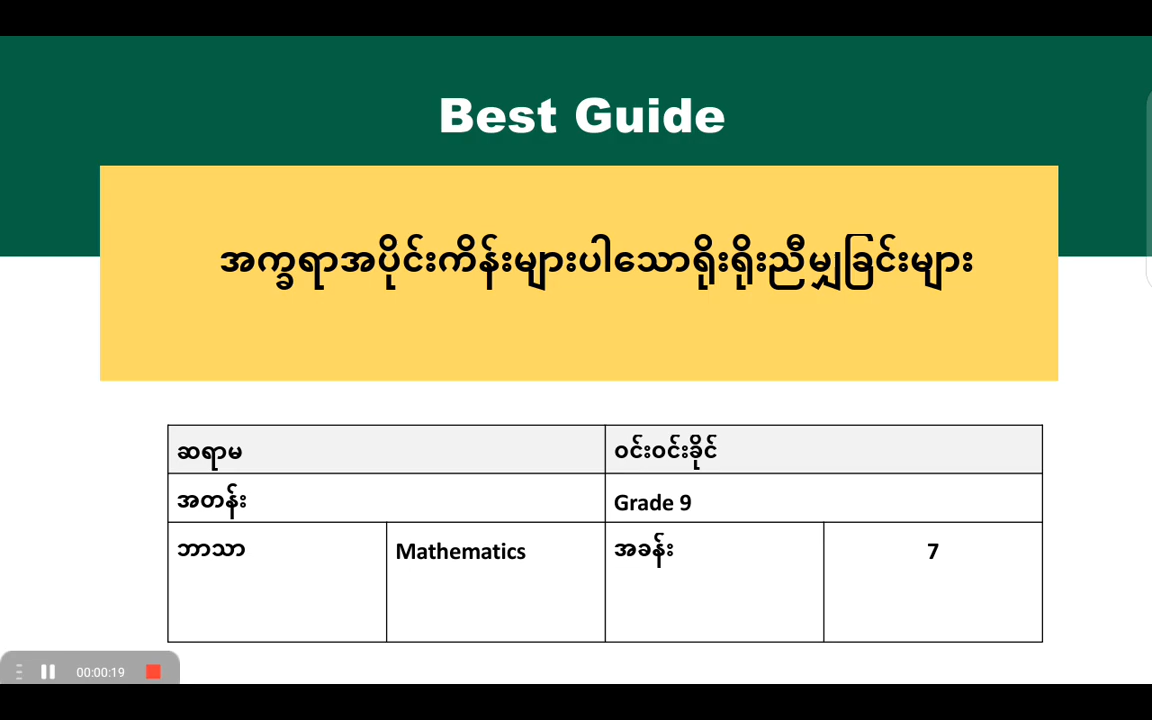 Best Guide
အက္ခရာအပိုင်းကိန်းများပါသောရိုးရိုးညီမျှခြင်းများ
ဆရာမ ဝင်းဝင်းခိုင်
အတန်း Grade 9
ဘာသာ Mathematics အခန်း 7
00:00:19